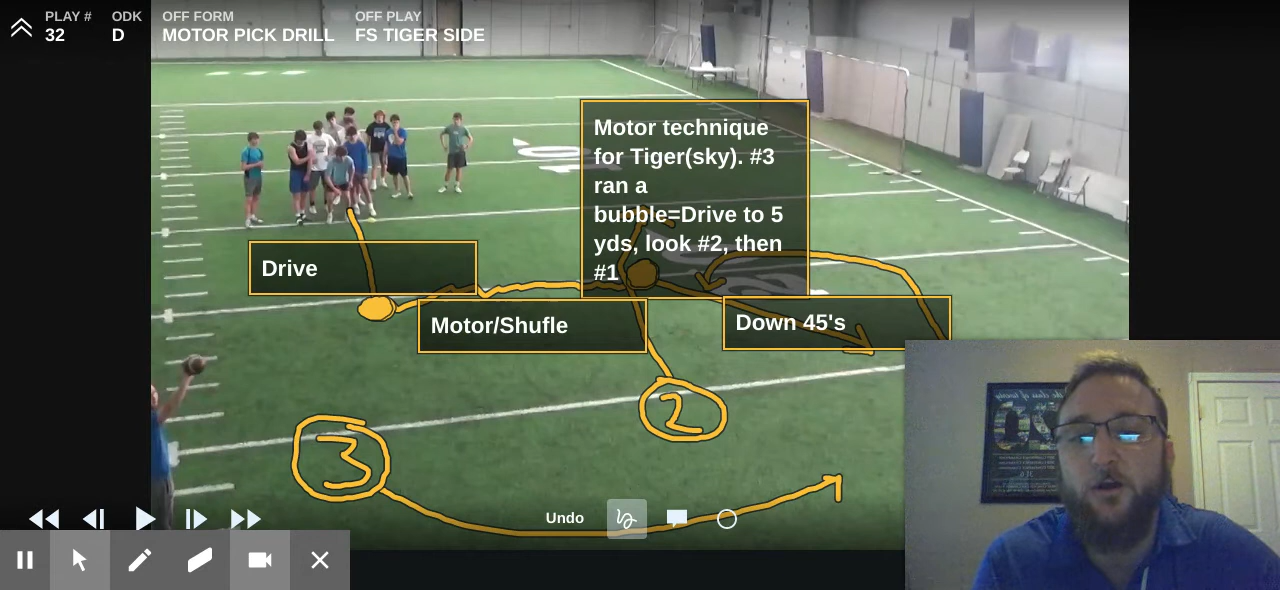 PLAY # ODK OFF FORM OFF PLAY
32 D MOTOR PICK DRILL FS TIGER SIDE
Motor technique
for Tiger(sky). #3
ran a
bubble=Drive to 5
yds, look #2, then
#1
Drive
Motor/Shufle
Down 45's
2
3
Undo